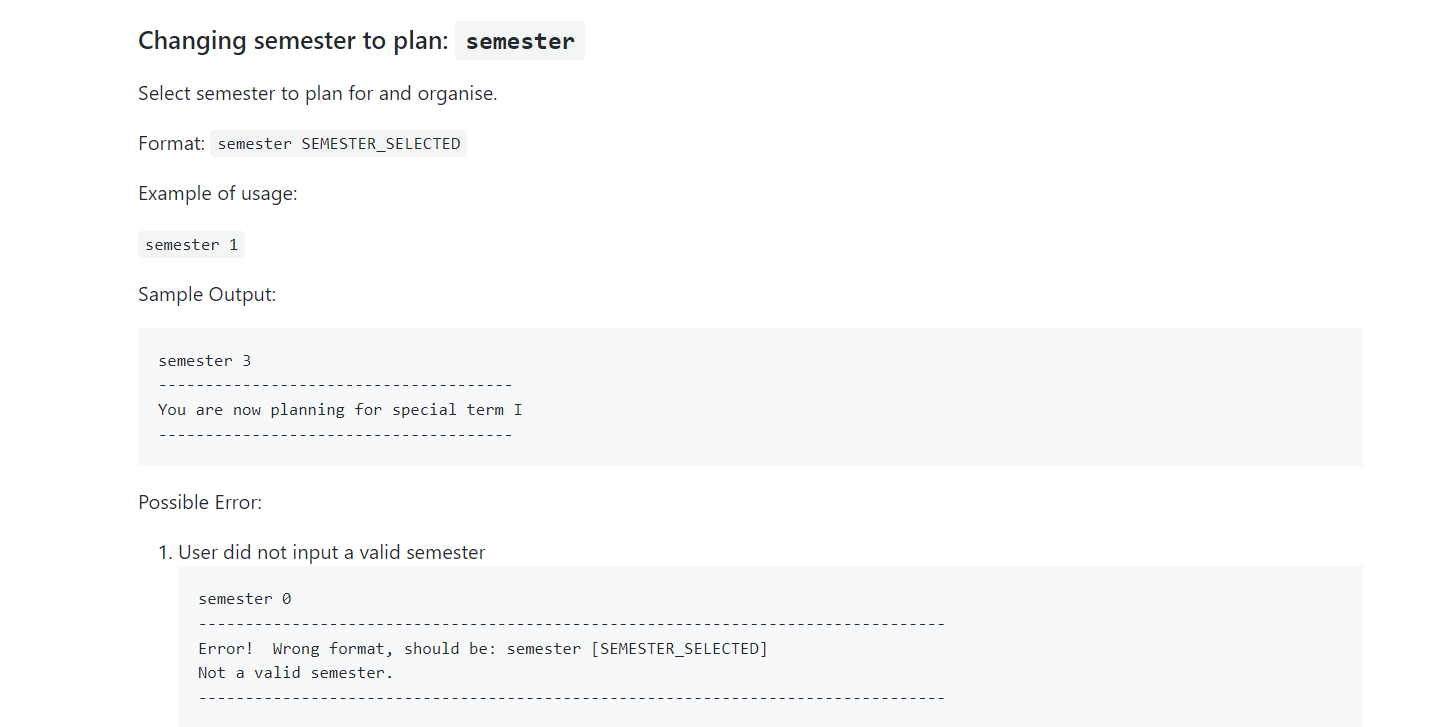 Changing semester to plan: semester
Select semester to plan for and organise.
Format: semester SEMESTER_SELECTED
Example of usage:
semester 1
Sample Output:
semester 3
--------------------------------------
You are now planning for special term I
--------------------------------------
Possible Error:
1. User did not input a valid semester
semester 0
--------------------------------------------------------------------------------
Error!  Wrong format, should be: semester [SEMESTER_SELECTED]
Not a valid semester.
--------------------------------------------------------------------------------